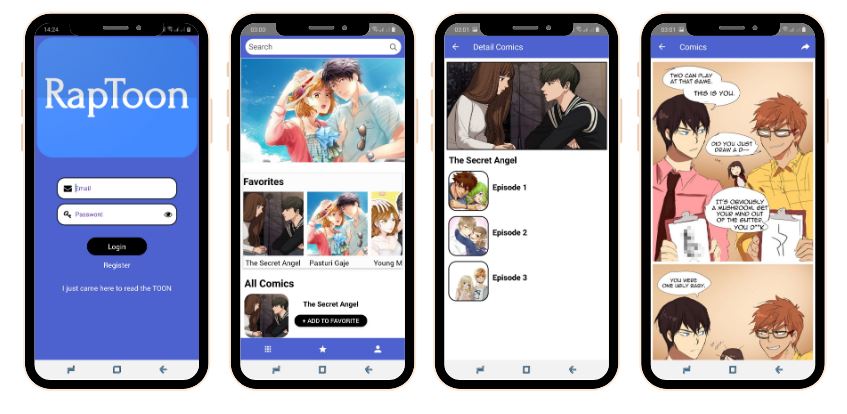 14:24
RapToon
Email
Password
Login
Register
I just came here to read the TOON
03:00
Search
Favorites
The Secret Angel
Pasturi Gaje
Young M
All Comics
The Secret Angel
+ ADD TO FAVORITE
03:01
Detail Comics
The Secret Angel
Episode 1
Episode 2
Episode 3
03:01
Comics
TWO CAN PLAY
AT THAT GAME.
THIS IS YOU.
DID YOU JUST
DRAW A D—
IT'S OBVIOUSLY
A MUSHROOM. GET
YOUR MIND OUT
OF THE GUTTER,
YOU D**K
YOU WERE
ONE UGLY BABY.